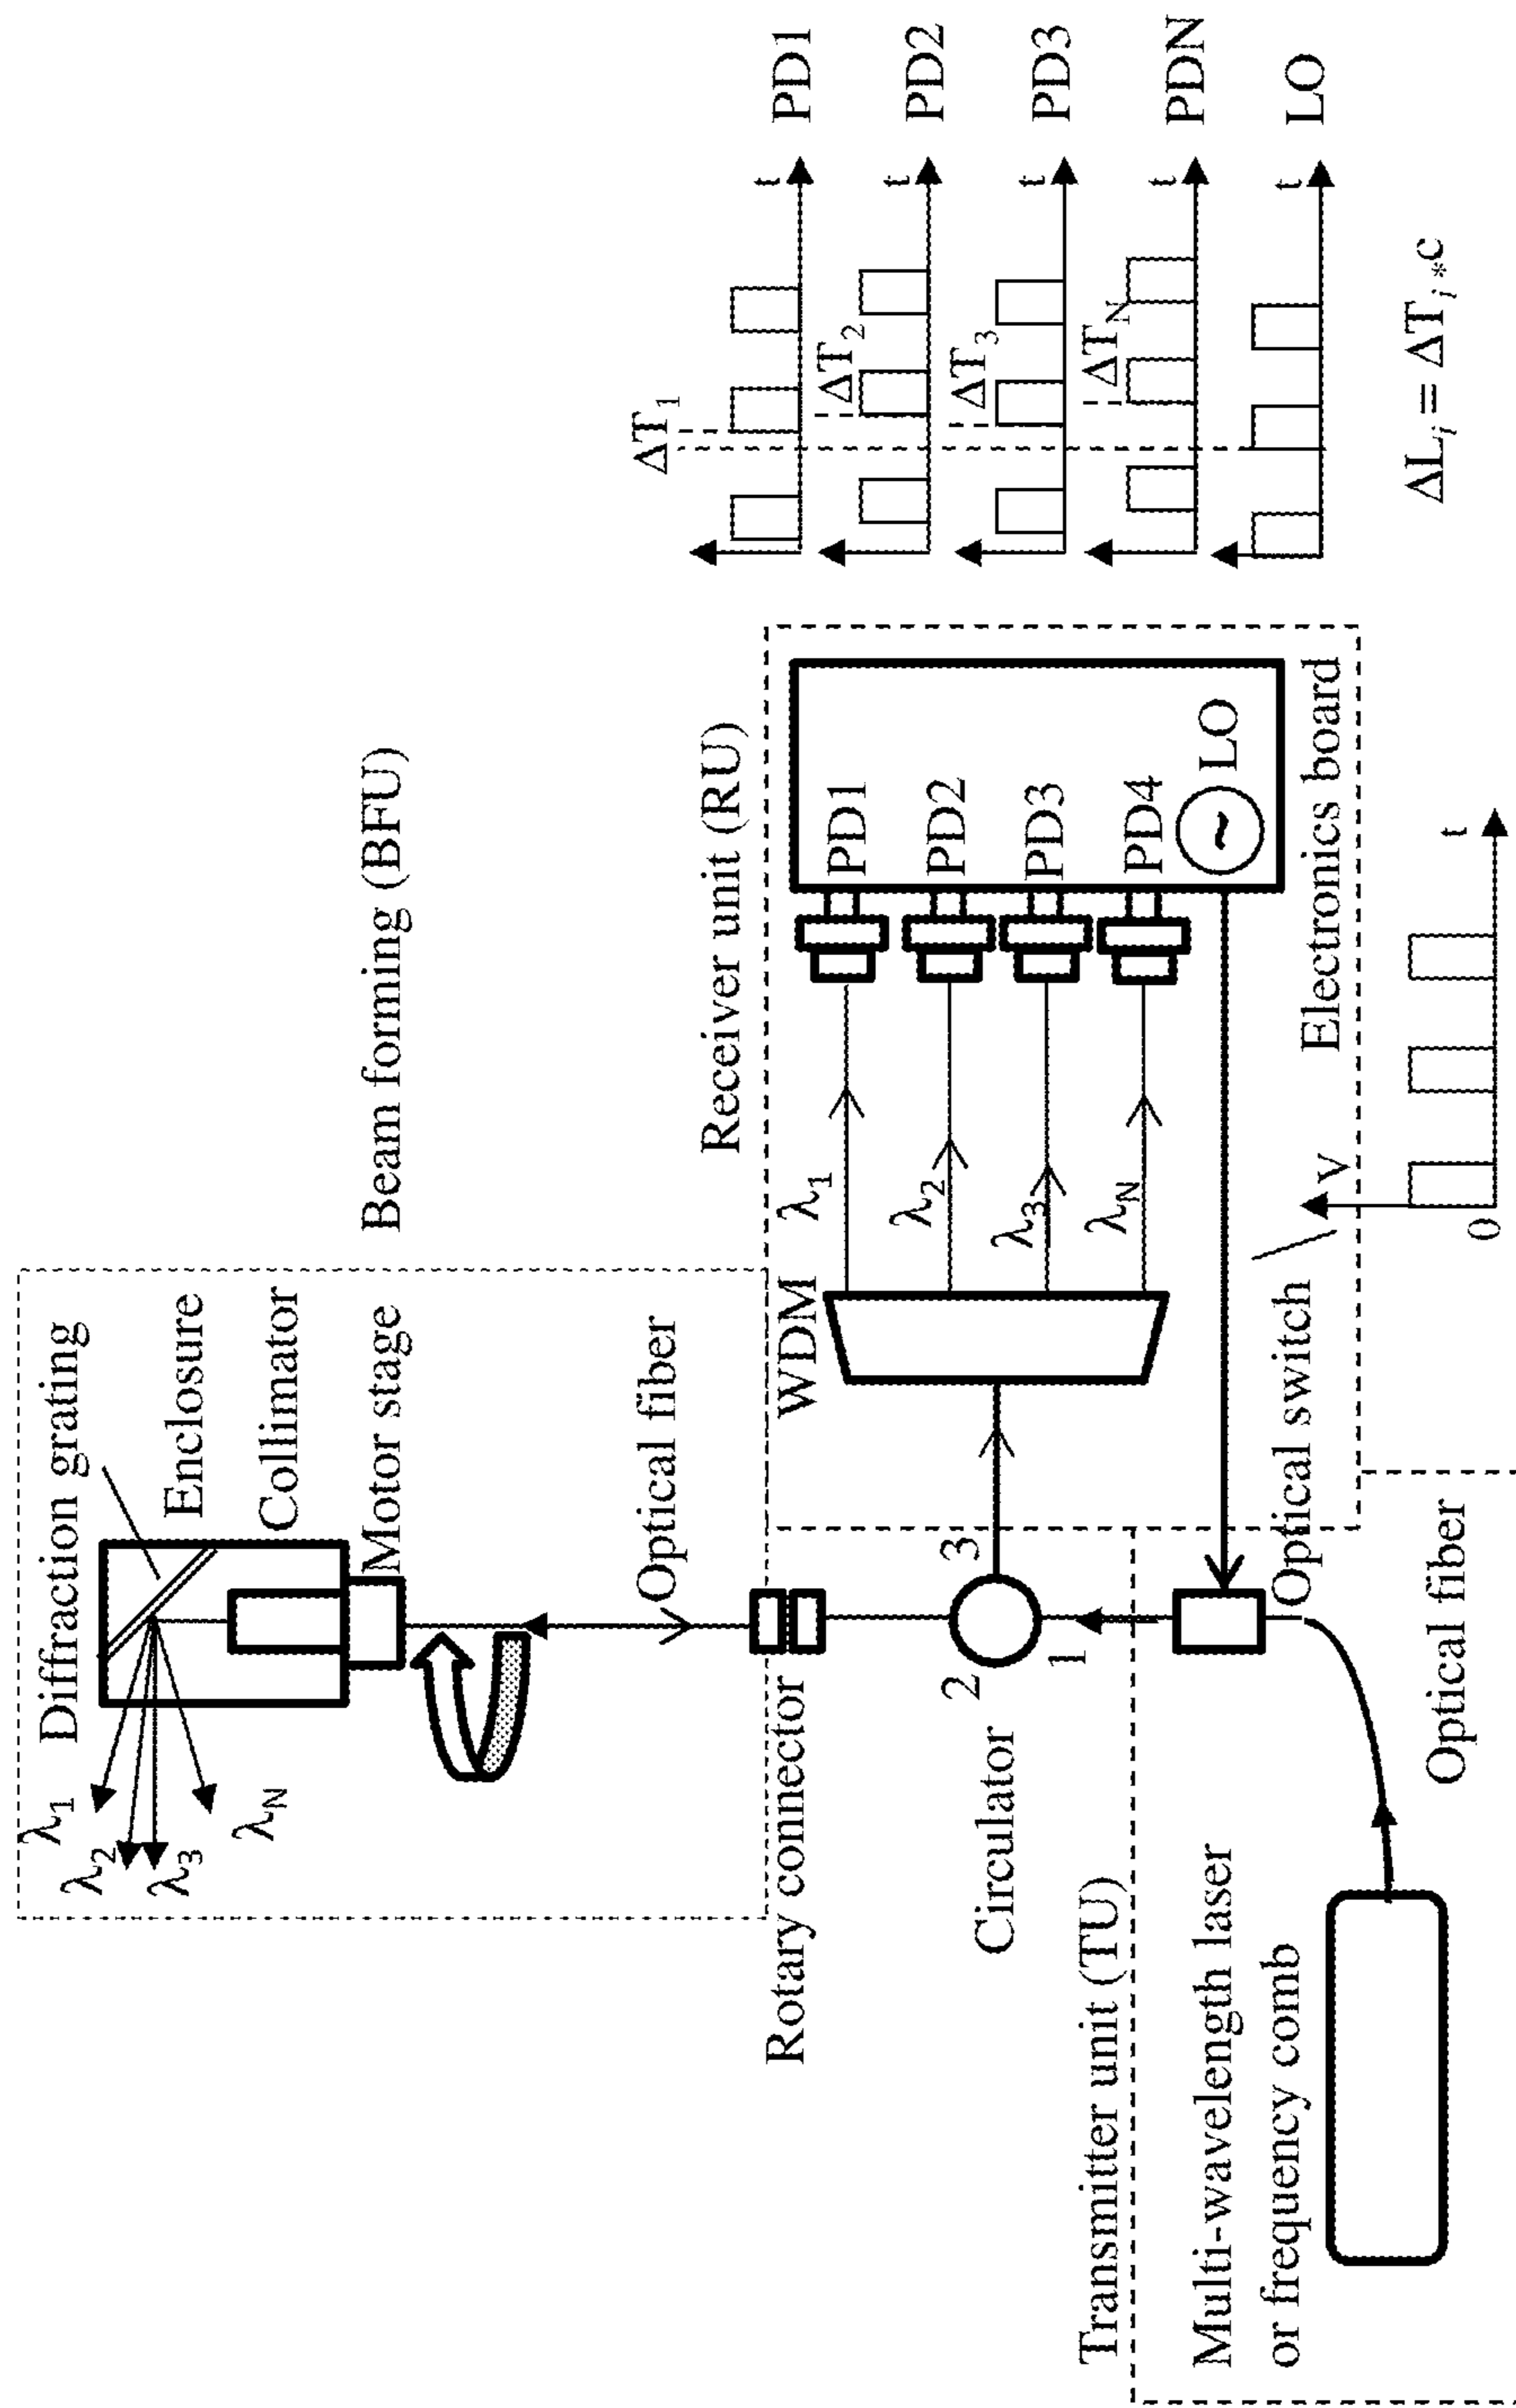 Diffraction grating
Enclosure
Collimator
Motor stage
λ1
λ2
λ3
λN
Optical fiber
Beam forming (BFU)
Rotary connector
Circulator
1
2
3
Receiver unit (RU)
WDM
λ1
λ2
λ3
λN
PD1
PD2
PD3
PD4
LO
Electronics board
Optical switch
Transmitter unit (TU)
Multi-wavelength laser
or frequency comb
Optical fiber
V
0
t
ΔT1
t
PD1
ΔT2
t
PD2
ΔT3
t
PD3
ΔTN
t
PDN
t
LO
ΔLi = ΔTi*c